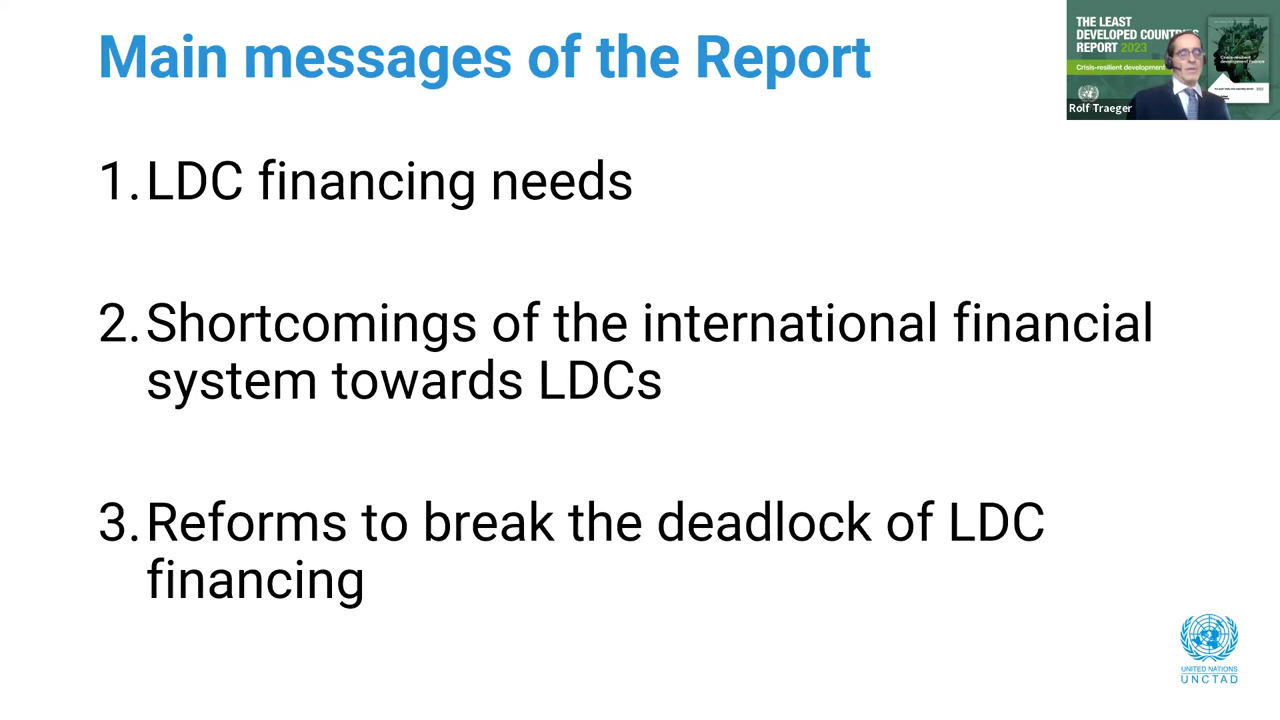 Main messages of the Report
THE LEAST
DEVELOPED COUNTRIES
REPORT 2023
Crisis-resilient development
Rolf Traeger
1. LDC financing needs
2. Shortcomings of the international financial
system towards LDCs
3. Reforms to break the deadlock of LDC
financing
UNITED NATIONS
UNCTAD